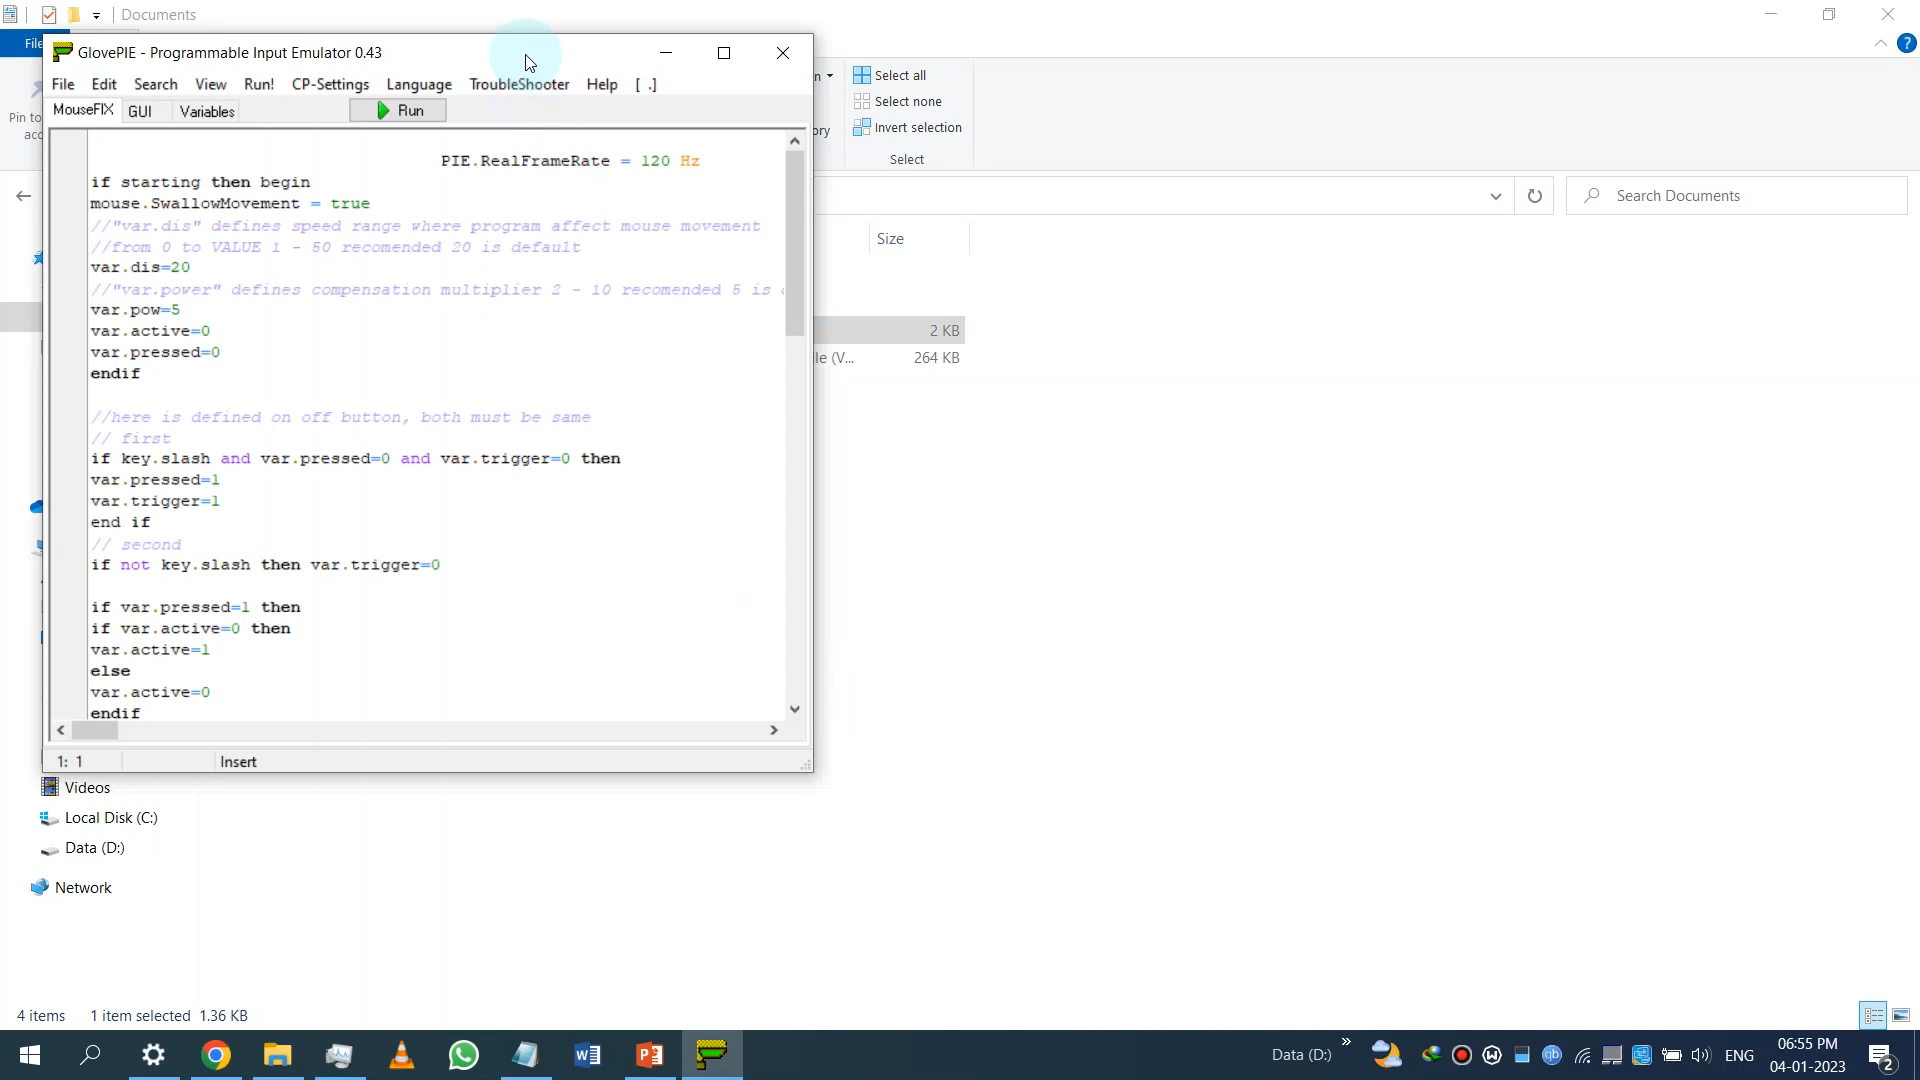 Documents
File
GlovePIE - Programmable Input Emulator 0.43
File Edit Search View Run! CP-Settings Language TroubleShooter Help [ .]
MouseFIX GUI Variables Run
PIE.RealFrameRate = 120 Hz
if starting then begin
mouse.SwallowMovement = true
//"var.dis" defines speed range where program affect mouse movement
//from 0 to VALUE 1 - 50 recomended 20 is default
var.dis=20
//"var.power" defines compensation multiplier 2 - 10 recomended 5 is
var.pow=5
var.active=0
var.pressed=0
endif
//here is defined on off button, both must be same
// first
if key.slash and var.pressed=0 and var.trigger=0 then
var.pressed=1
var.trigger=1
end if
// second
if not key.slash then var.trigger=0
if var.pressed=1 then
if var.active=0 then
var.active=1
else
var.active=0
endif
1: 1 Insert
Pin to
Select all
Select none
Invert selection
Select
Search Documents
Size
2 KB
le (V... 264 KB
Videos
Local Disk (C:)
Data (D:)
Network
4 items 1 item selected 1.36 KB
Data (D:) » ENG 06:55 PM
04-01-2023
2